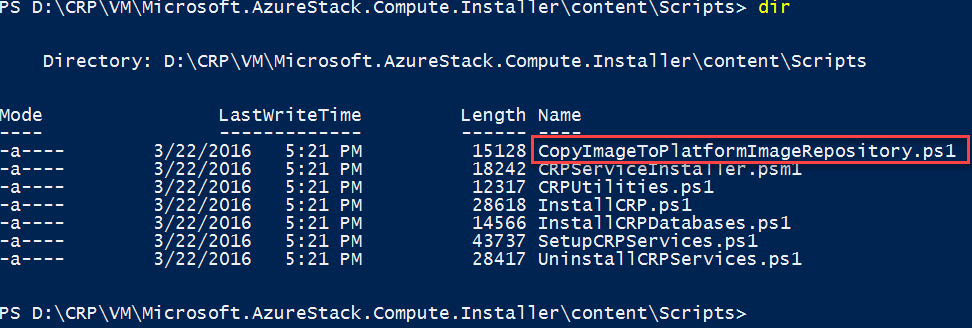 PS D:\CRP\VM\Microsoft.AzureStack.Compute.Installer\content\Scripts> dir
Directory: D:\CRP\VM\Microsoft.AzureStack.Compute.Installer\content\Scripts
Mode                LastWriteTime         Length Name
----                -------------         ------ ----
-a----        3/22/2016   5:21 PM          15128 CopyImageToPlatformImageRepository.ps1
-a----        3/22/2016   5:21 PM          18242 CRPServiceInstaller.psm1
-a----        3/22/2016   5:21 PM          12317 CRPUtilities.ps1
-a----        3/22/2016   5:21 PM          28618 InstallCRP.ps1
-a----        3/22/2016   5:21 PM          14566 InstallCRPDatabases.ps1
-a----        3/22/2016   5:21 PM          43737 SetupCRPServices.ps1
-a----        3/22/2016   5:21 PM          28417 UninstallCRPServices.ps1
PS D:\CRP\VM\Microsoft.AzureStack.Compute.Installer\content\Scripts>